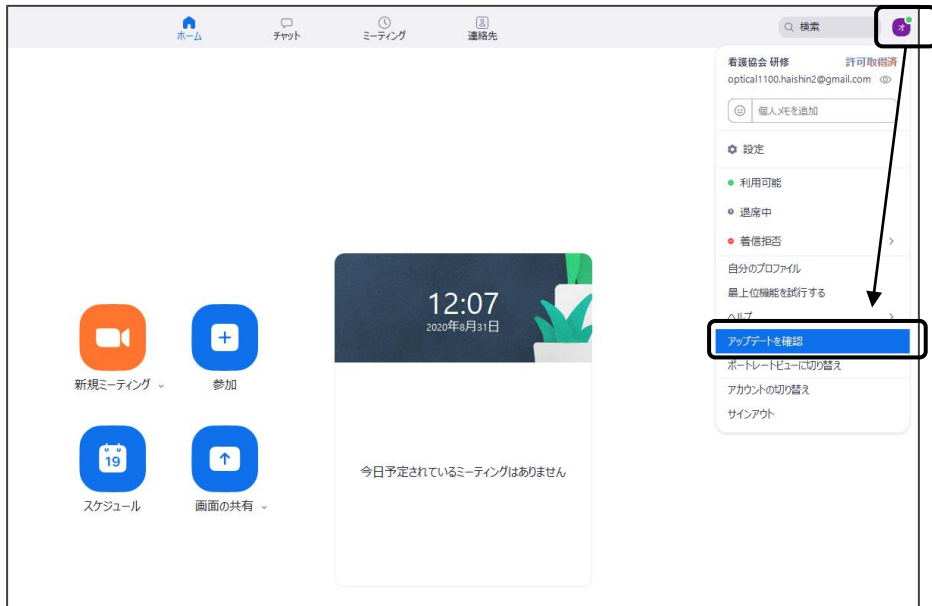 ホーム
チャット
ミーティング
連絡先
検索
オ
看護協会 研修 許可取得済
optical1100.haishin2@gmail.com
個人メモを追加
設定
利用可能
退席中
着信拒否
自分のプロファイル
最上位機能を試行する
ヘルプ
アップデートを確認
ポートレートビューに切り替え
アカウントの切り替え
サインアウト
12:07
2020年8月31日
新規ミーティング
参加
19
スケジュール
画面の共有
今日予定されているミーティングはありません